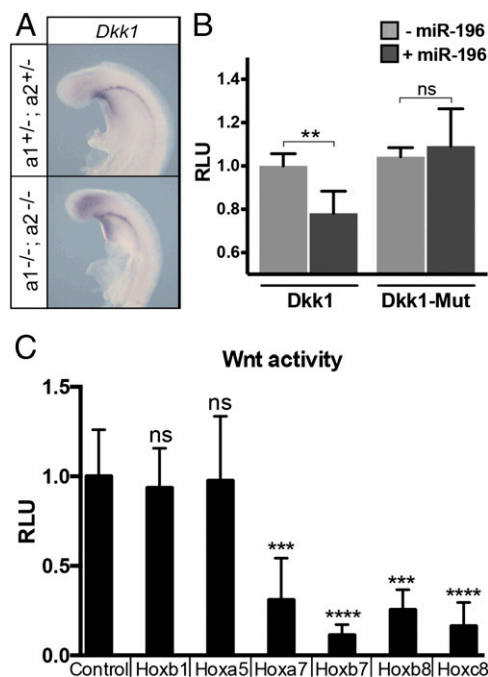 A
Dkk1
a1+/-; a2+/-
a1-/-; a2-/-
B
- miR-196
+ miR-196
RLU
1.4
1.2
1.0
0.8
0.6
**
ns
Dkk1
Dkk1-Mut
C
Wnt activity
RLU
1.5
1.0
0.5
0.0
ns
ns
***
****
***
****
Control Hoxb1 Hoxa5 Hoxa7 Hoxb7 Hoxb8 Hoxc8